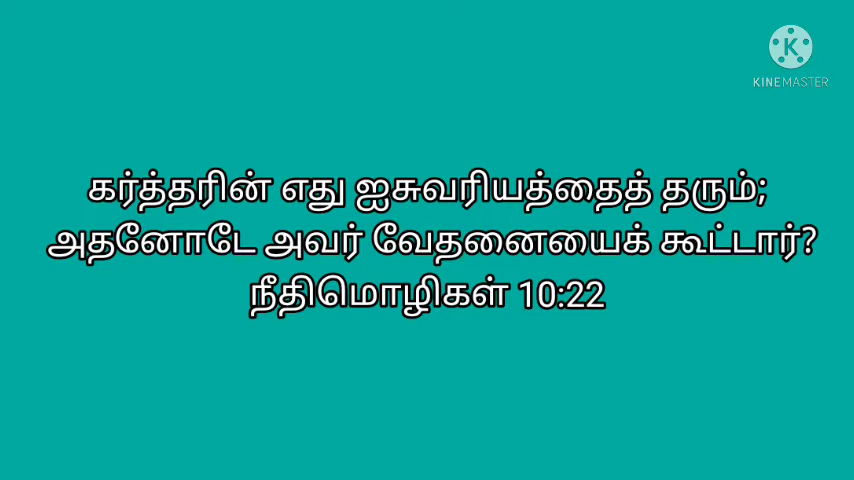 K
KINEMASTER
கர்த்தரின் எது ஐசுவரியத்தைத் தரும்;
அதனோடே அவர் வேதனையைக் கூட்டார்?
நீதிமொழிகள் 10:22